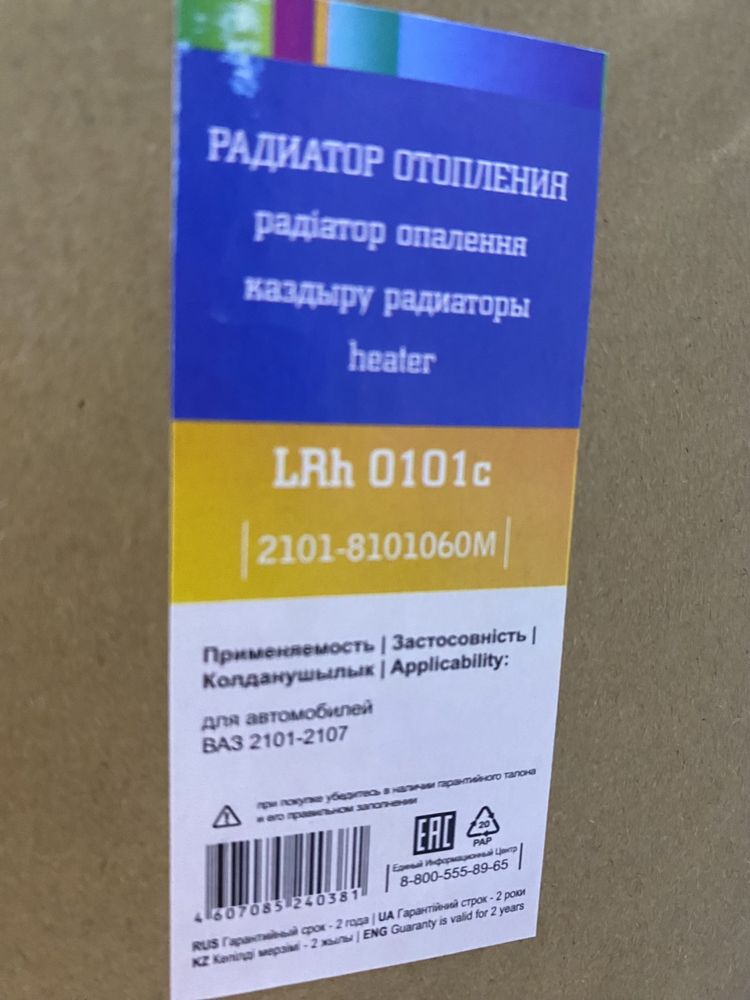 РАДИАТОР ОТОПЛЕНИЯ
радіатор опалення
каздыру радиаторы
heater
LRh 0101c
|2101-8101060М|
Применяемость | Застосовність |
Колданушылык | Applicability:
для автомобилей
ВАЗ 2101-2107
при покупке убедитесь в наличии гарантийного талона
и его правильном заполнении
EAC
20
PAP
Единый Информационный Центр
8-800-555-89-65
4 607085 240381
RUS Гарантийный срок - 2 года | UA Гарантійний строк - 2 роки
KZ Кепілді мерзімі - 2 жылы | ENG Guaranty is valid for 2 years